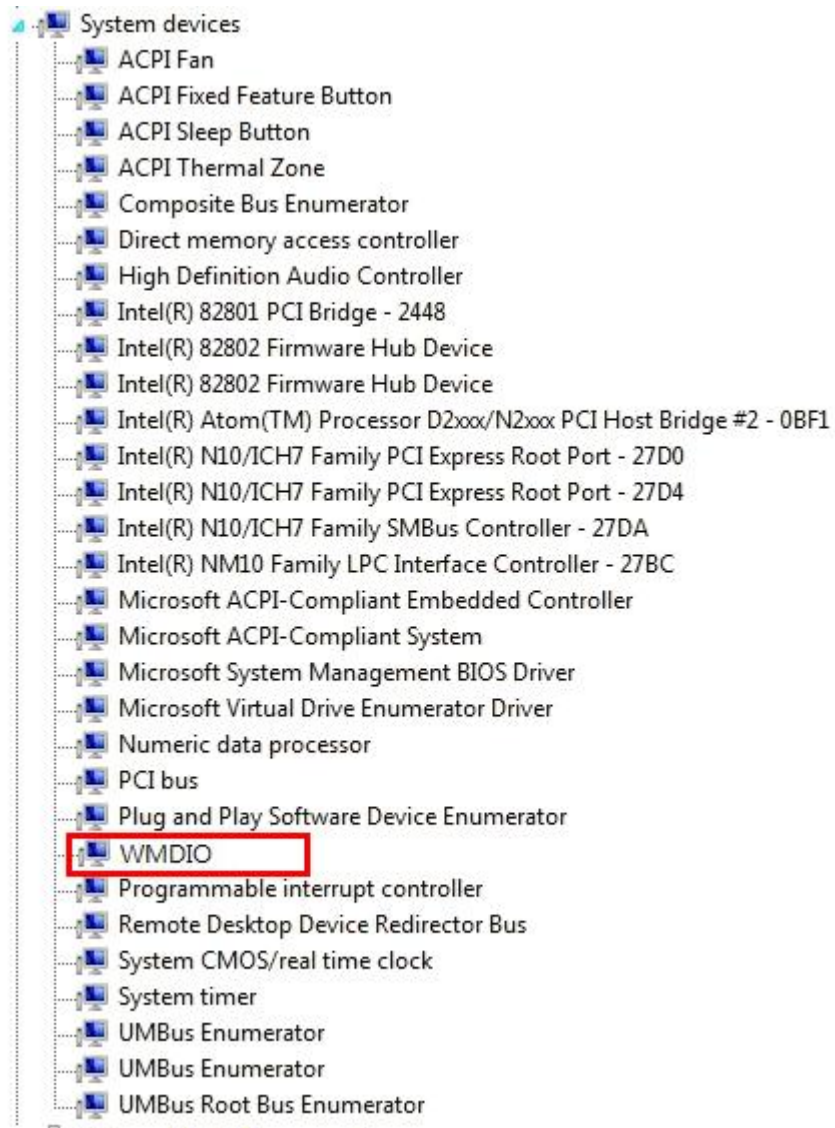 System devices
ACPI Fan
ACPI Fixed Feature Button
ACPI Sleep Button
ACPI Thermal Zone
Composite Bus Enumerator
Direct memory access controller
High Definition Audio Controller
Intel(R) 82801 PCI Bridge - 2448
Intel(R) 82802 Firmware Hub Device
Intel(R) 82802 Firmware Hub Device
Intel(R) Atom(TM) Processor D2xxx/N2xxx PCI Host Bridge #2 - 0BF1
Intel(R) N10/ICH7 Family PCI Express Root Port - 27D0
Intel(R) N10/ICH7 Family PCI Express Root Port - 27D4
Intel(R) N10/ICH7 Family SMBus Controller - 27DA
Intel(R) NM10 Family LPC Interface Controller - 27BC
Microsoft ACPI-Compliant Embedded Controller
Microsoft ACPI-Compliant System
Microsoft System Management BIOS Driver
Microsoft Virtual Drive Enumerator Driver
Numeric data processor
PCI bus
Plug and Play Software Device Enumerator
WMDIO
Programmable interrupt controller
Remote Desktop Device Redirector Bus
System CMOS/real time clock
System timer
UMBus Enumerator
UMBus Enumerator
UMBus Root Bus Enumerator